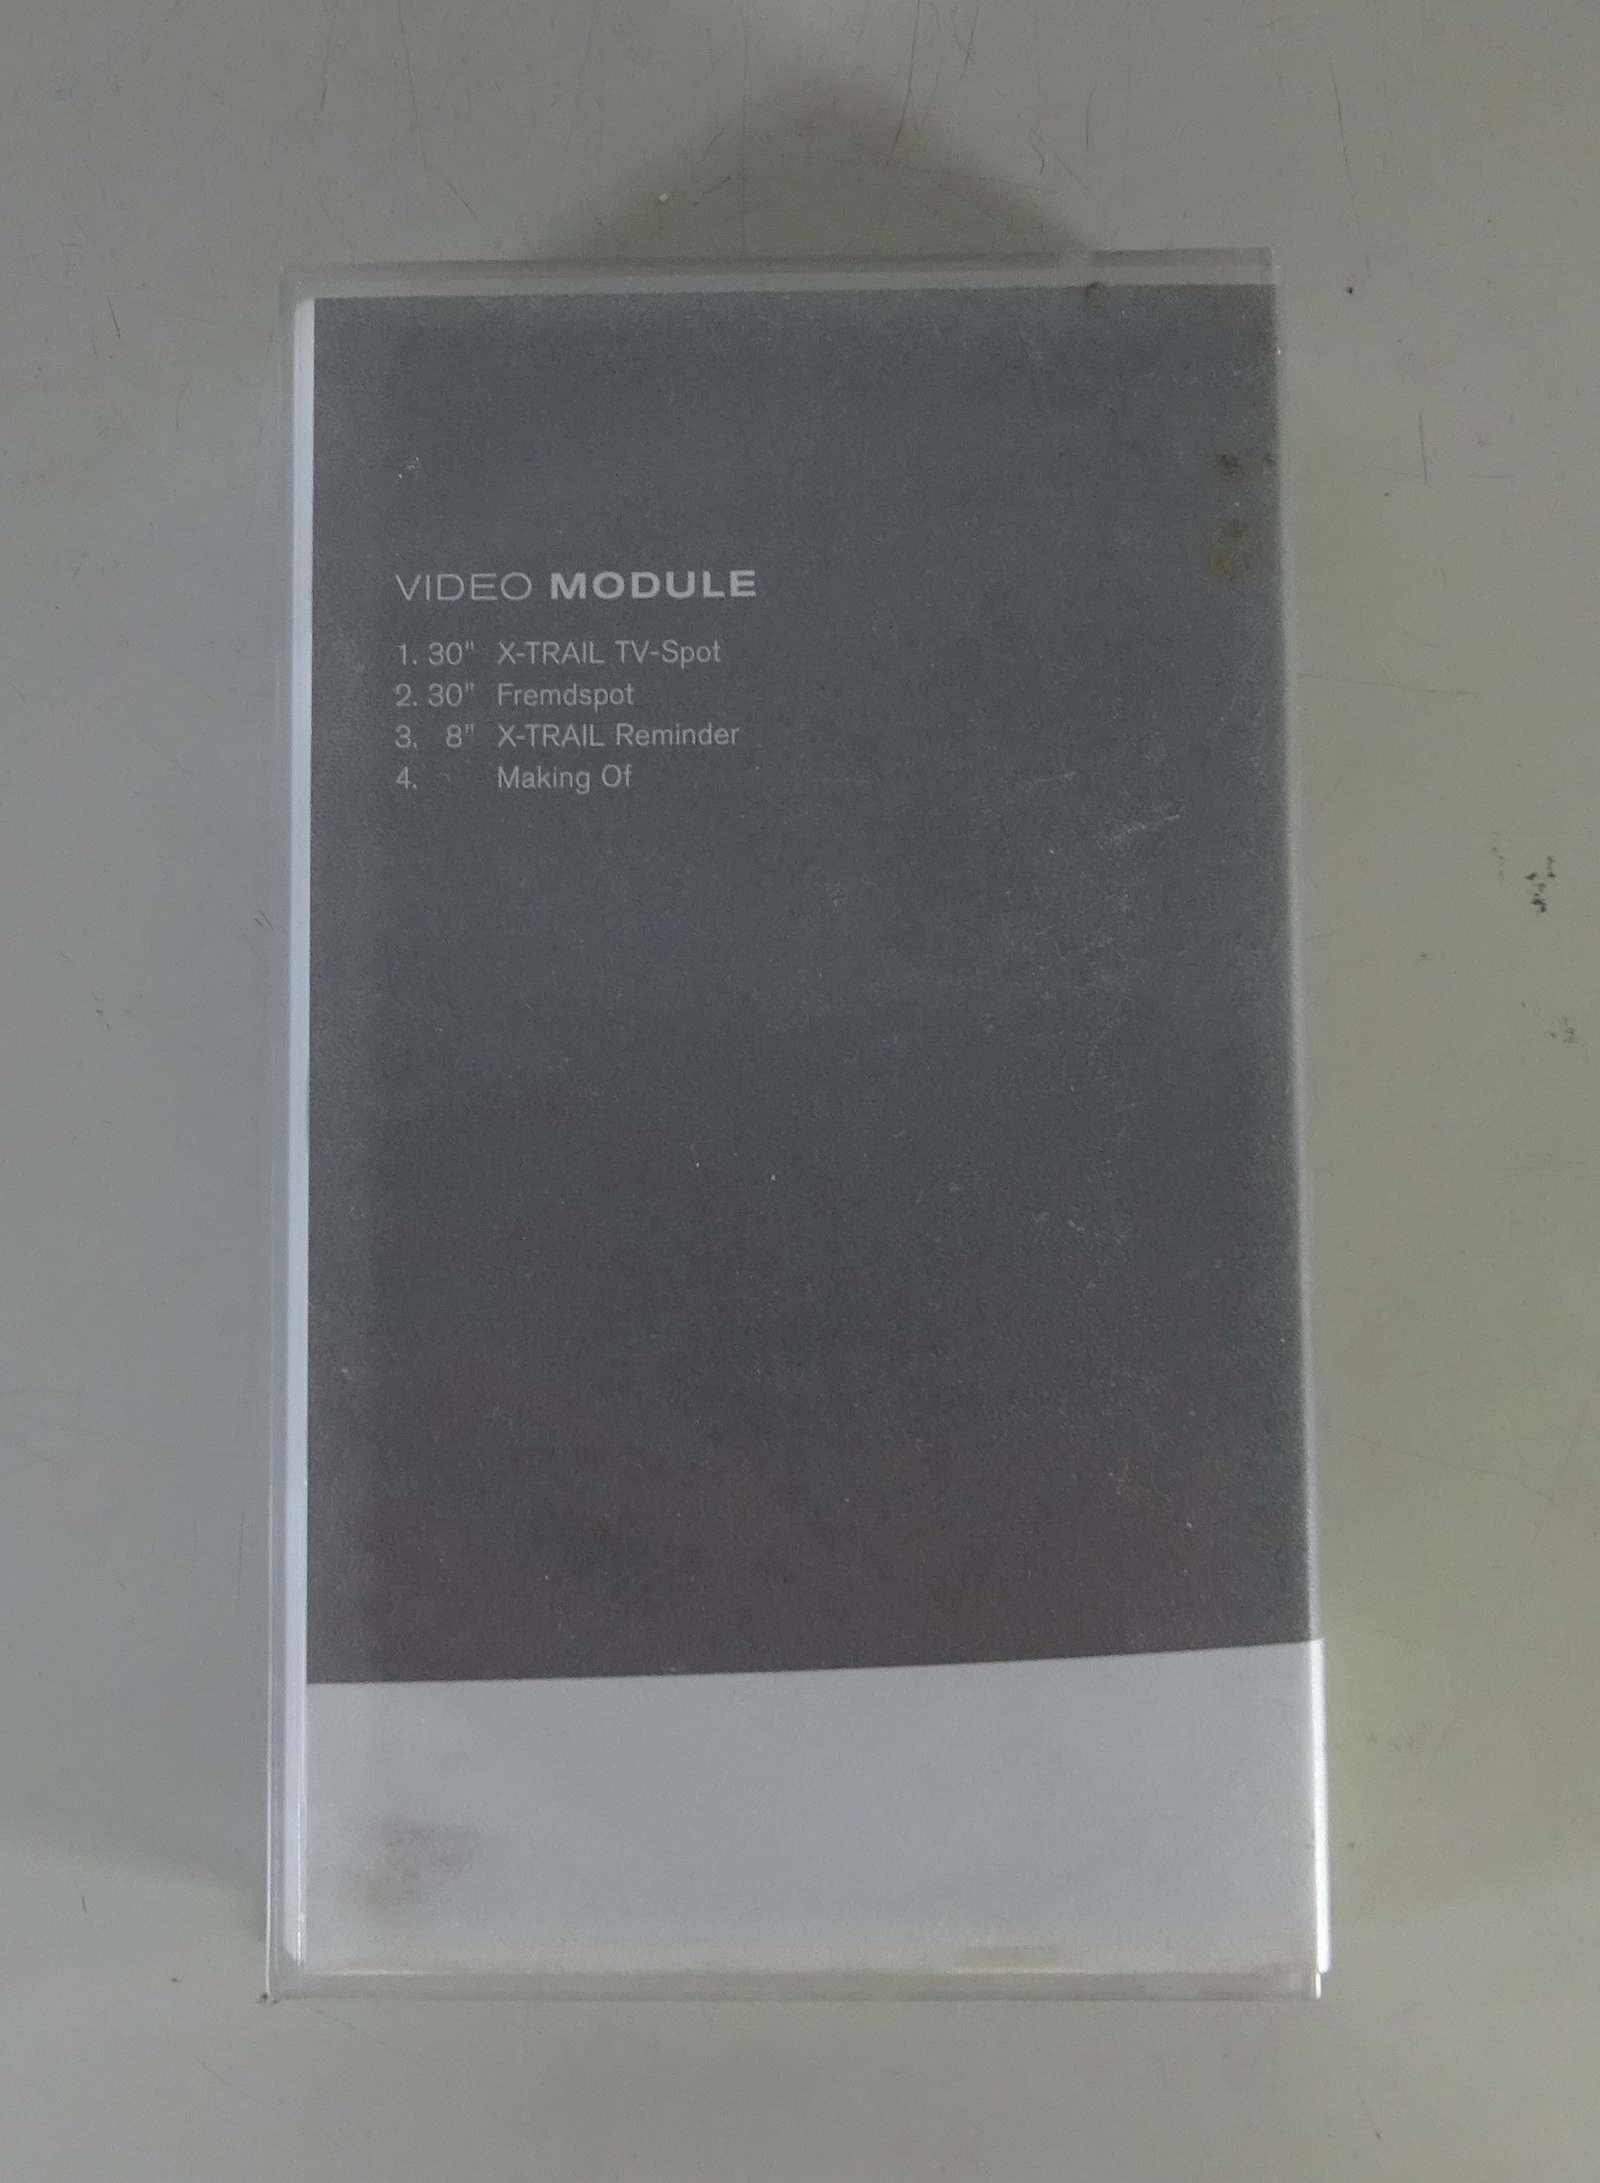 VIDEO MODULE
1. 30" X-TRAIL TV-Spot
2. 30" Fremdspot
3. 8" X-TRAIL Reminder
4. Making Of